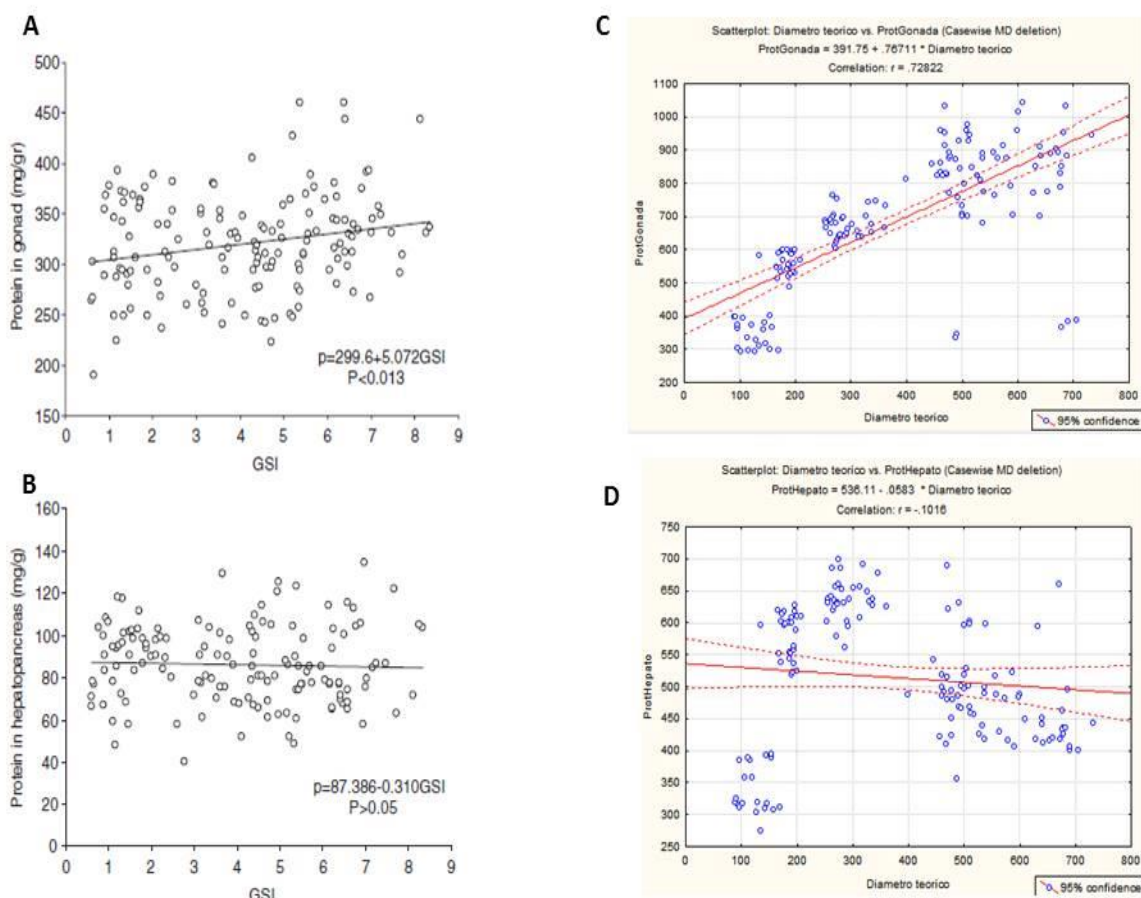 A
500
450
400
350
300
250
200
150
Protein in gonad (mg/gr)
p=299.6+5.072GSI
P<0.013
0 1 2 3 4 5 6 7 8 9
GSI
B
160
140
120
100
80
60
40
20
0
Protein in hepatopancreas (mg/g)
p=87.386-0.310GSI
P>0.05
0 1 2 3 4 5 6 7 8 9
GSI
C
Scatterplot: Diametro teorico vs. ProtGonada (Casewise MD deletion)
ProtGonada = 391.75 + .76711 * Diametro teorico
Correlation: r = .72822
1100
1000
900
800
700
600
500
400
300
200
ProtGonada
0 100 200 300 400 500 600 700 800
Diametro teorico
95% confidence
D
Scatterplot: Diametro teorico vs. ProtHepato (Casewise MD deletion)
ProtHepato = 536.11 - .0583 * Diametro teorico
Correlation: r = -.1016
750
700
650
600
550
500
450
400
350
300
250
ProtHepato
0 100 200 300 400 500 600 700 800
Diametro teorico
95% confidence